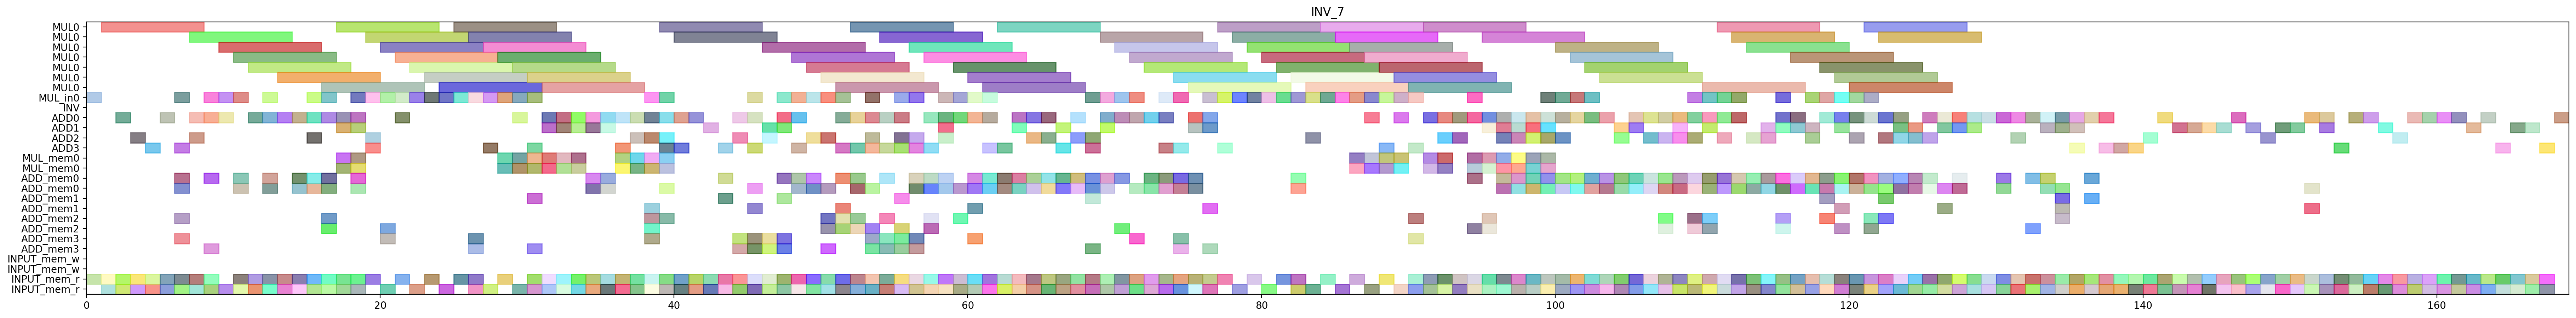 INV_7
MUL0
MUL0
MUL0
MUL0
MUL0
MUL0
MUL0
MUL_in0
INV
ADD0
ADD1
ADD2
ADD3
MUL_mem0
MUL_mem0
ADD_mem0
ADD_mem0
ADD_mem1
ADD_mem1
ADD_mem2
ADD_mem2
ADD_mem3
ADD_mem3
INPUT_mem_w
INPUT_mem_w
INPUT_mem_r
INPUT_mem_r
0 20 40 60 80 100 120 140 160